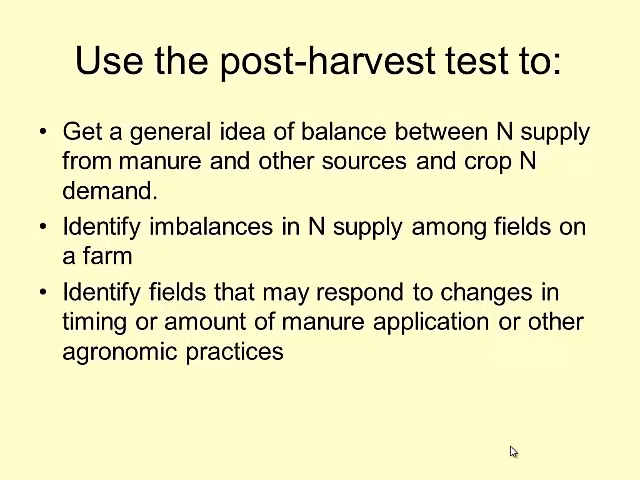 Use the post-harvest test to:
• Get a general idea of balance between N supply
from manure and other sources and crop N
demand.
• Identify imbalances in N supply among fields on
a farm
• Identify fields that may respond to changes in
timing or amount of manure application or other
agronomic practices